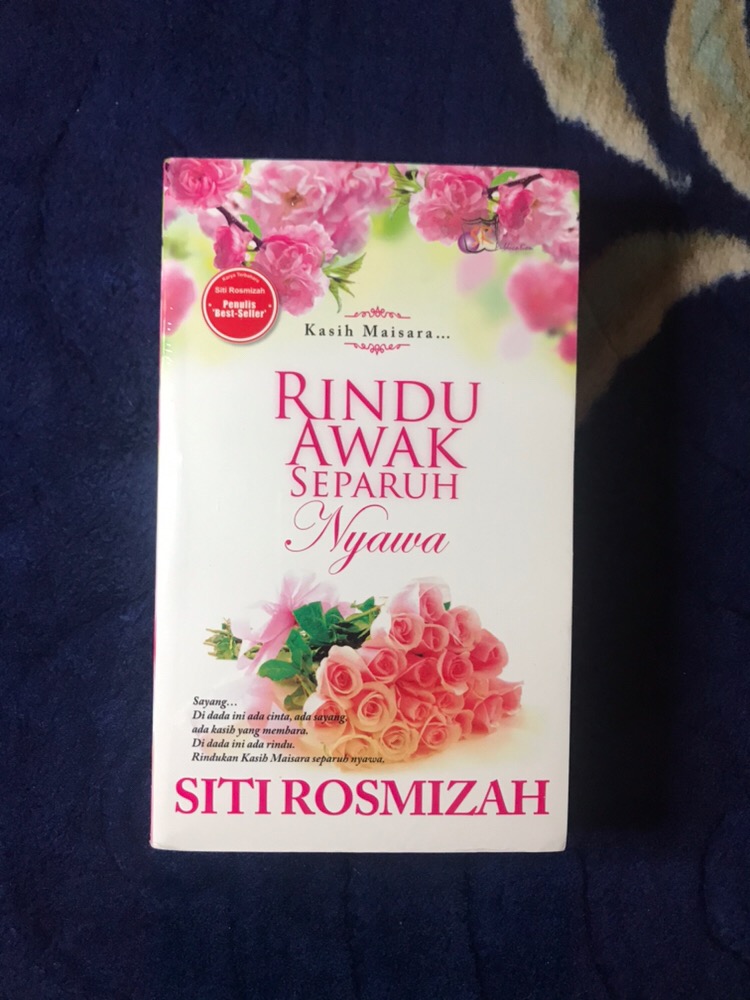 Karya Terbaharu
Siti Rosmizah
Penulis
'Best-Seller'
Kasih Maisara...
RINDU
AWAK
SEPARUH
Nyawa
Sayang...
Di dada ini ada cinta, ada sayang,
ada kasih yang membara.
Di dada ini ada rindu.
Rindukan Kasih Maisara separuh nyawa.
SITI ROSMIZAH